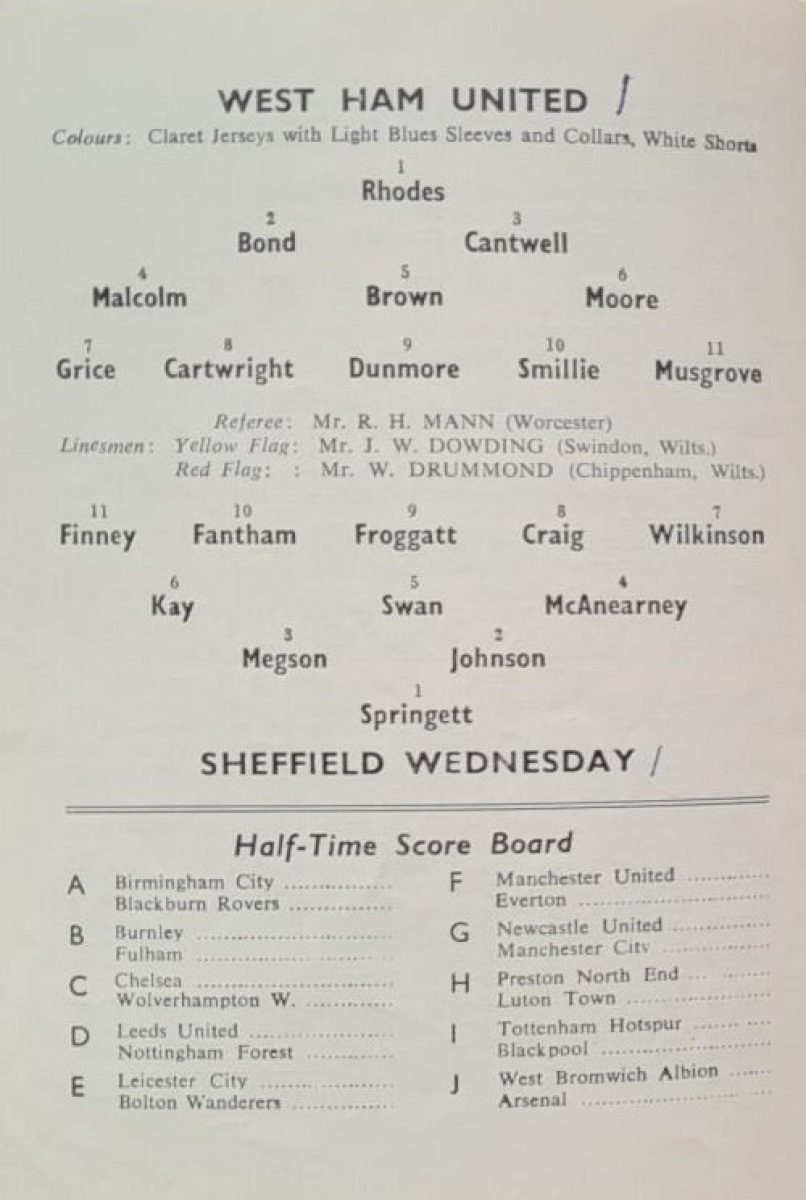 WEST HAM UNITED /
Colours: Claret Jerseys with Light Blues Sleeves and Collars, White Shorts
1
Rhodes
2 3
Bond Cantwell
4 5 6
Malcolm Brown Moore
7 8 9 10 11
Grice Cartwright Dunmore Smillie Musgrove
Referee: Mr. R. H. MANN (Worcester)
Linesmen: Yellow Flag: Mr. J. W. DOWDING (Swindon, Wilts.)
Red Flag: : Mr. W. DRUMMOND (Chippenham, Wilts.)
11 10 9 8 7
Finney Fantham Froggatt Craig Wilkinson
6 5 4
Kay Swan McAnearney
3 2
Megson Johnson
1
Springett
SHEFFIELD WEDNESDAY /
Half-Time Score Board
A Birmingham City ................
Blackburn Rovers ...............
B Burnley .............................
Fulham .............................
C Chelsea .............................
Wolverhampton W. .............
D Leeds United .....................
Nottingham Forest .............
E Leicester City ...................
Bolton Wanderers ...............
F Manchester United ............
Everton ............................
G Newcastle United ..............
Manchester City ................
H Preston North End ... .......
Luton Town ......................
I Tottenham Hotspur ....... ....
Blackpool ..........................
J West Bromwich Albion ......
Arsenal ........................ ...